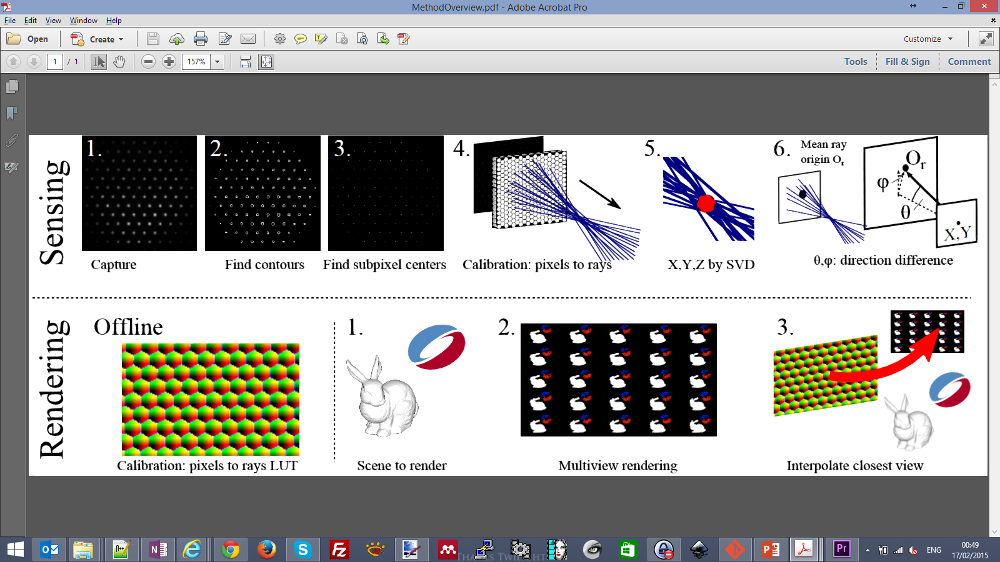 MethodOverview.pdf - Adobe Acrobat Pro
File Edit View Window Help
Open Create Customize
1 / 1 157% Tools Fill & Sign Comment
Sensing
1.
2.
3.
4.
5.
6.
Mean ray
origin Or
Or
φ
θ
X,Y
Capture
Find contours
Find subpixel centers
Calibration: pixels to rays
X,Y,Z by SVD
θ,φ: direction difference
Rendering
Offline
1.
2.
3.
Calibration: pixels to rays LUT
Scene to render
Multiview rendering
Interpolate closest view
ENG
00:49
17/02/2015